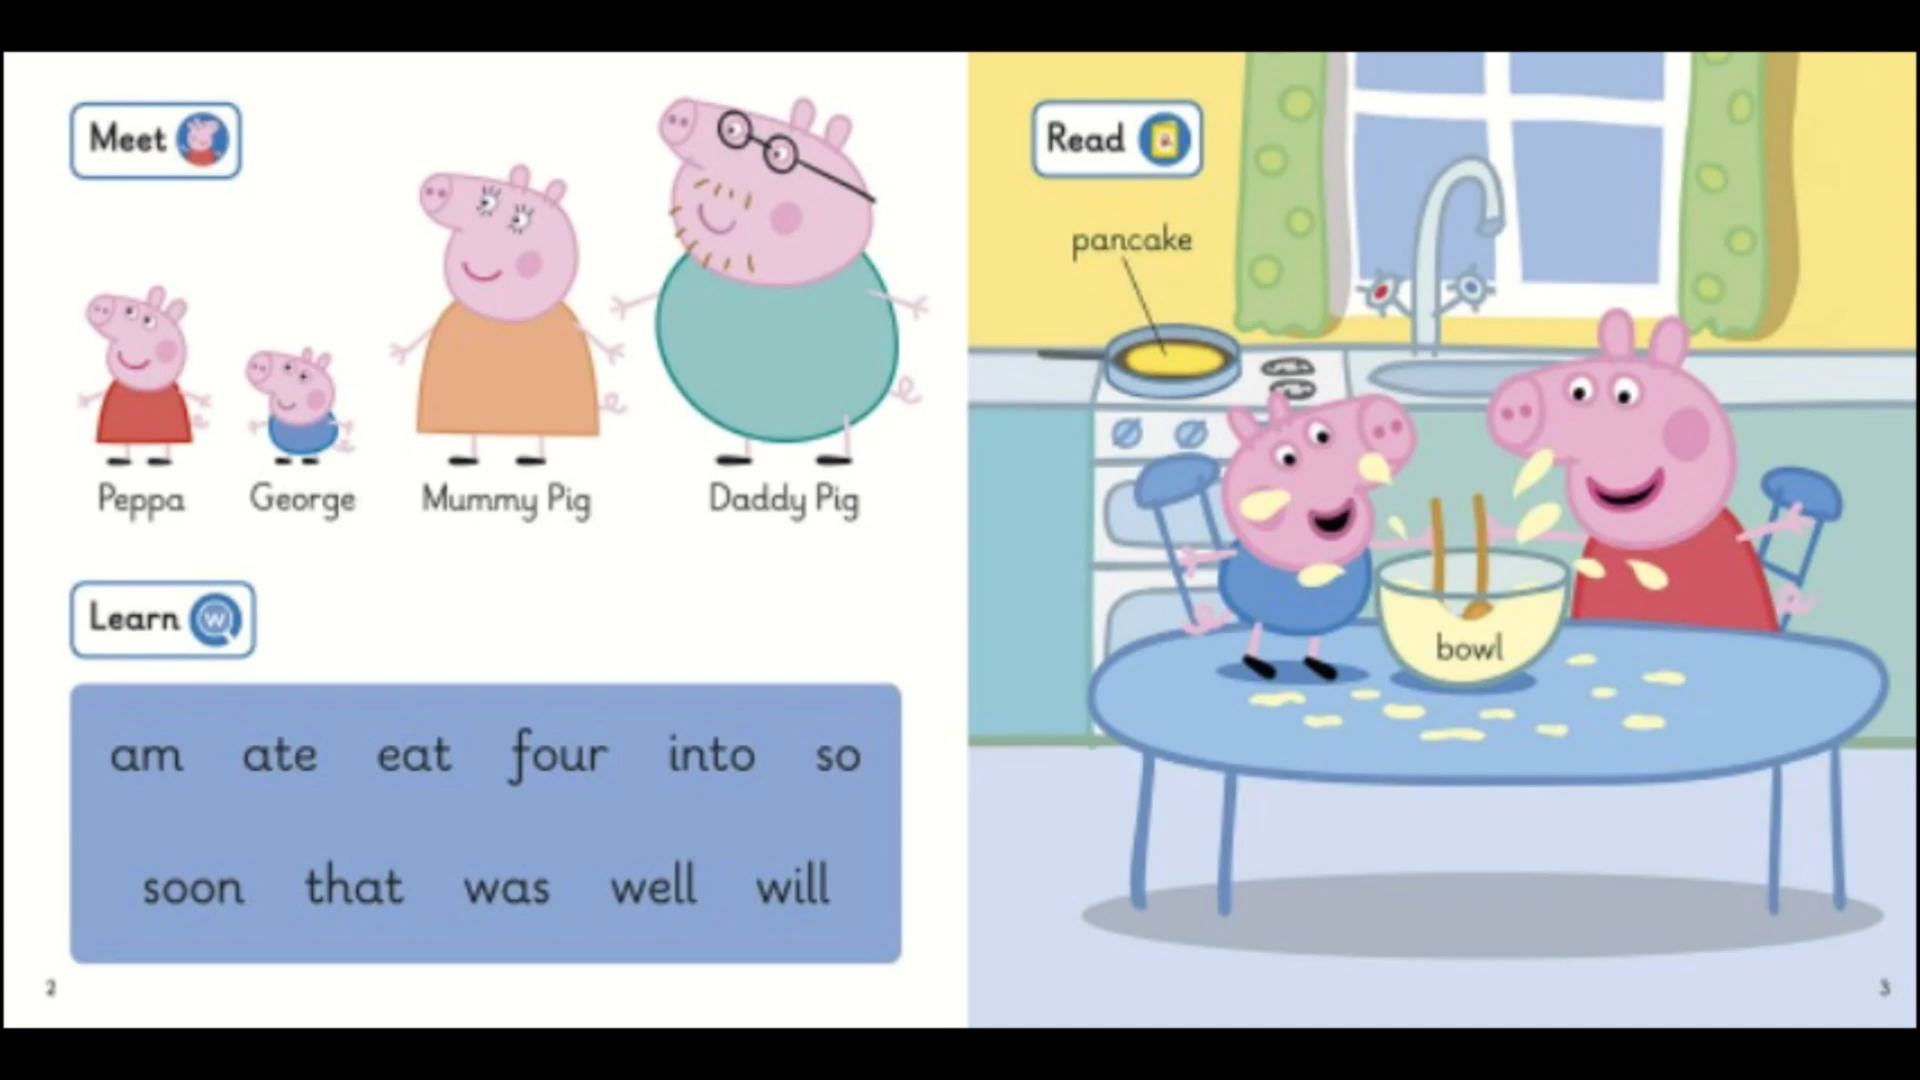 Meet
Peppa George Mummy Pig Daddy Pig
Learn w
am ate eat four into so
soon that was well will
2
Read
pancake
bowl
3